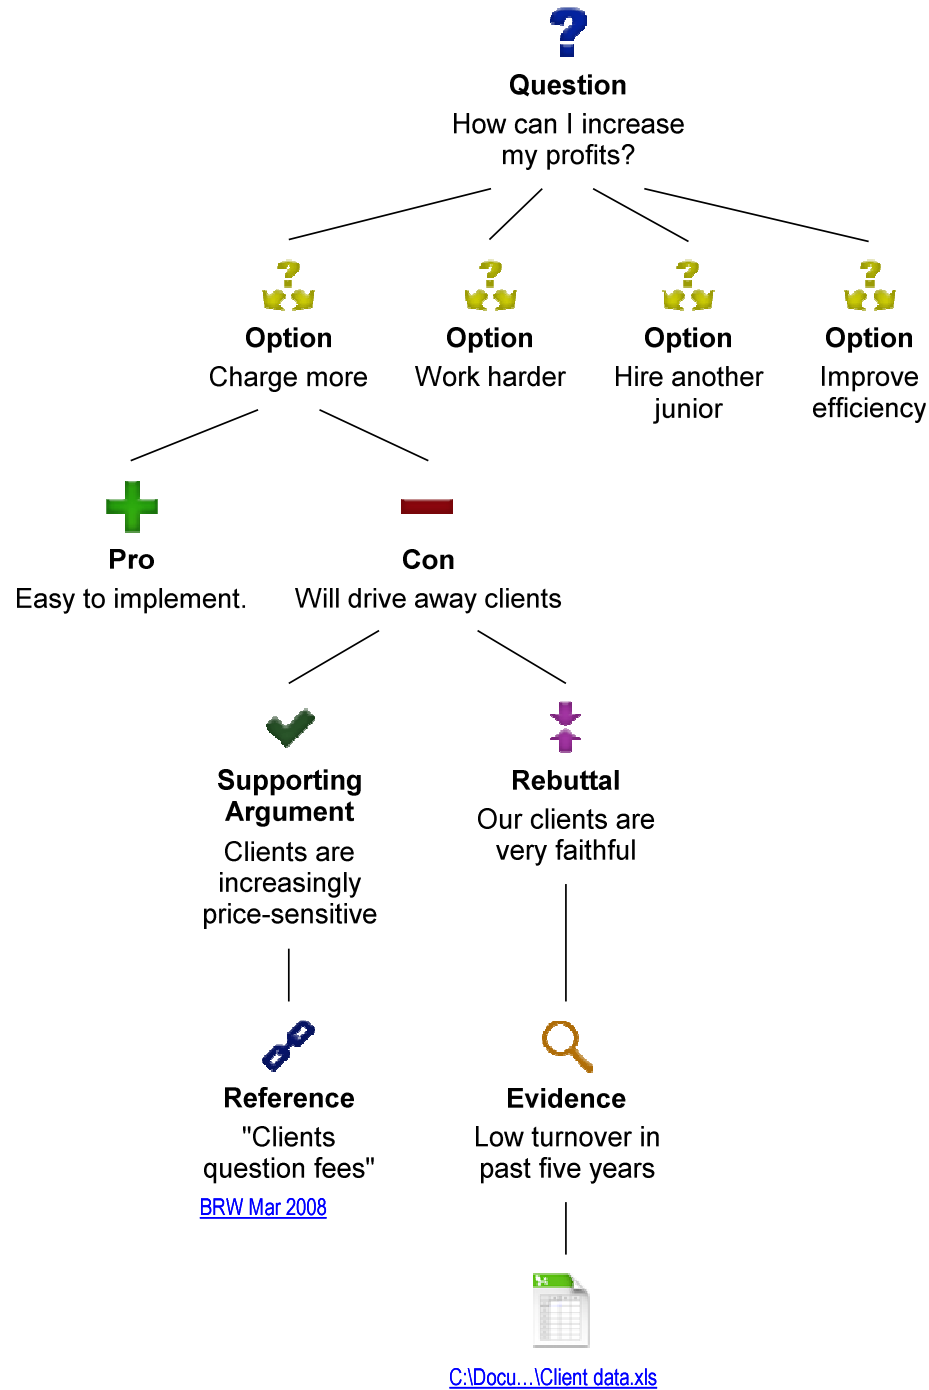 Question
How can I increase
my profits?
Option
Charge more
Option
Work harder
Option
Hire another
junior
Option
Improve
efficiency
Pro
Easy to implement.
Con
Will drive away clients
Supporting
Argument
Clients are
increasingly
price-sensitive
Rebuttal
Our clients are
very faithful
Reference
"Clients
question fees"
BRW Mar 2008
Evidence
Low turnover in
past five years
C:\Docu...\Client data.xls